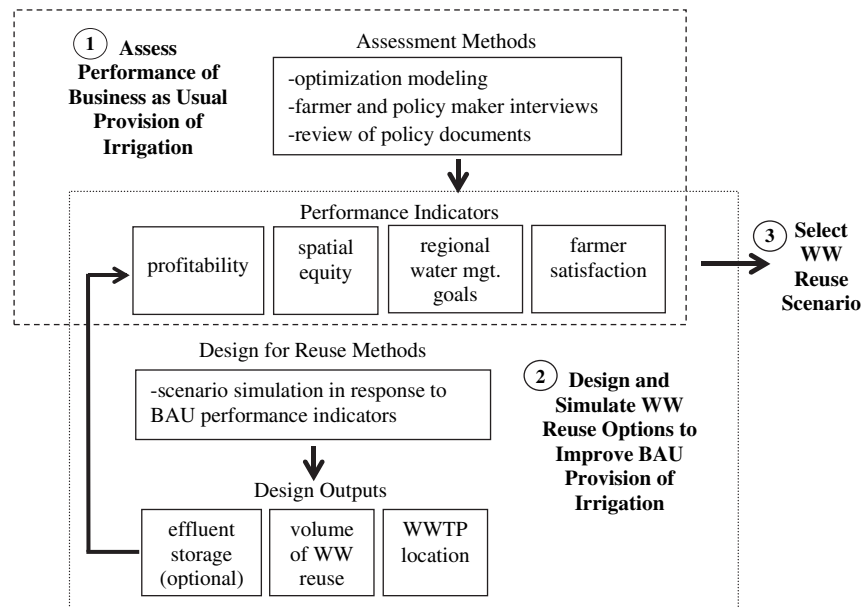 1 Assess
Performance of
Business as Usual
Provision of
Irrigation
Assessment Methods
-optimization modeling
-farmer and policy maker interviews
-review of policy documents
Performance Indicators
profitability
spatial
equity
regional
water mgt.
goals
farmer
satisfaction
3 Select
WW
Reuse
Scenario
Design for Reuse Methods
-scenario simulation in response to
BAU performance indicators
2 Design and
Simulate WW
Reuse Options to
Improve BAU
Provision of
Irrigation
Design Outputs
effluent
storage
(optional)
volume
of WW
reuse
WWTP
location